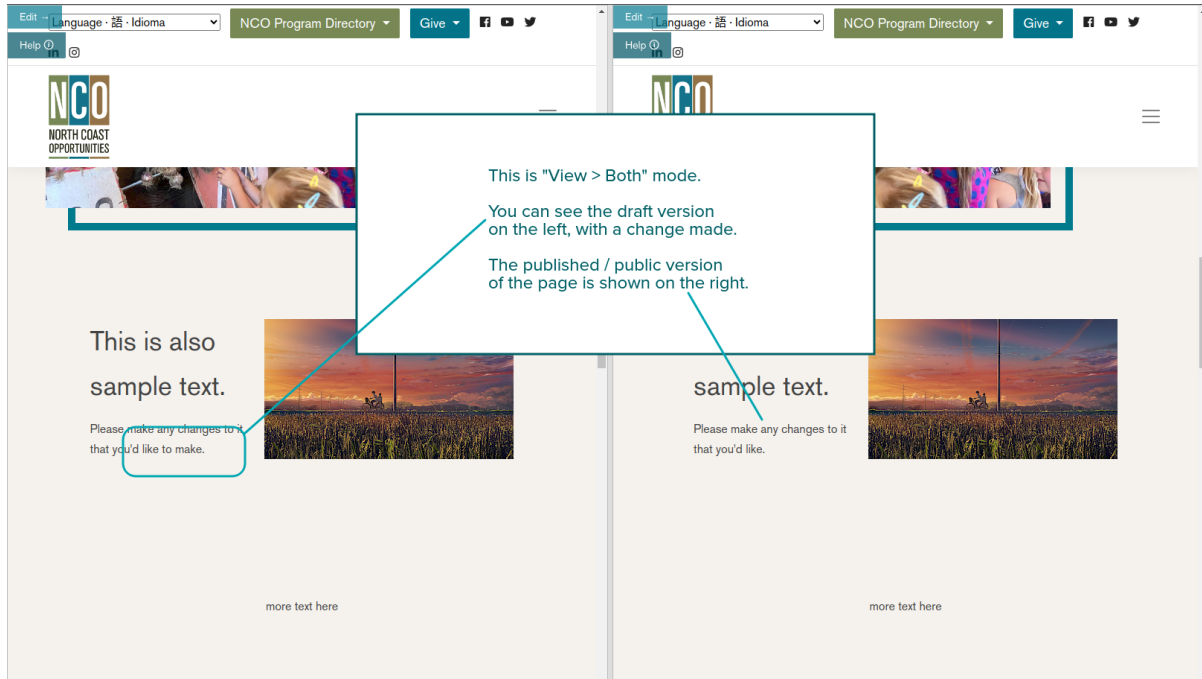 Edit →
Language · 語 · Idioma
NCO Program Directory
Give
Help
in
NCO
NORTH COAST
OPPORTUNITIES
This is also
sample text.
Please make any changes to it
that you'd like to make.
more text here
Edit →
Language · 語 · Idioma
NCO Program Directory
Give
Help
in
NCO
sample text.
Please make any changes to it
that you'd like.
more text here
This is "View > Both" mode.
You can see the draft version
on the left, with a change made.
The published / public version
of the page is shown on the right.